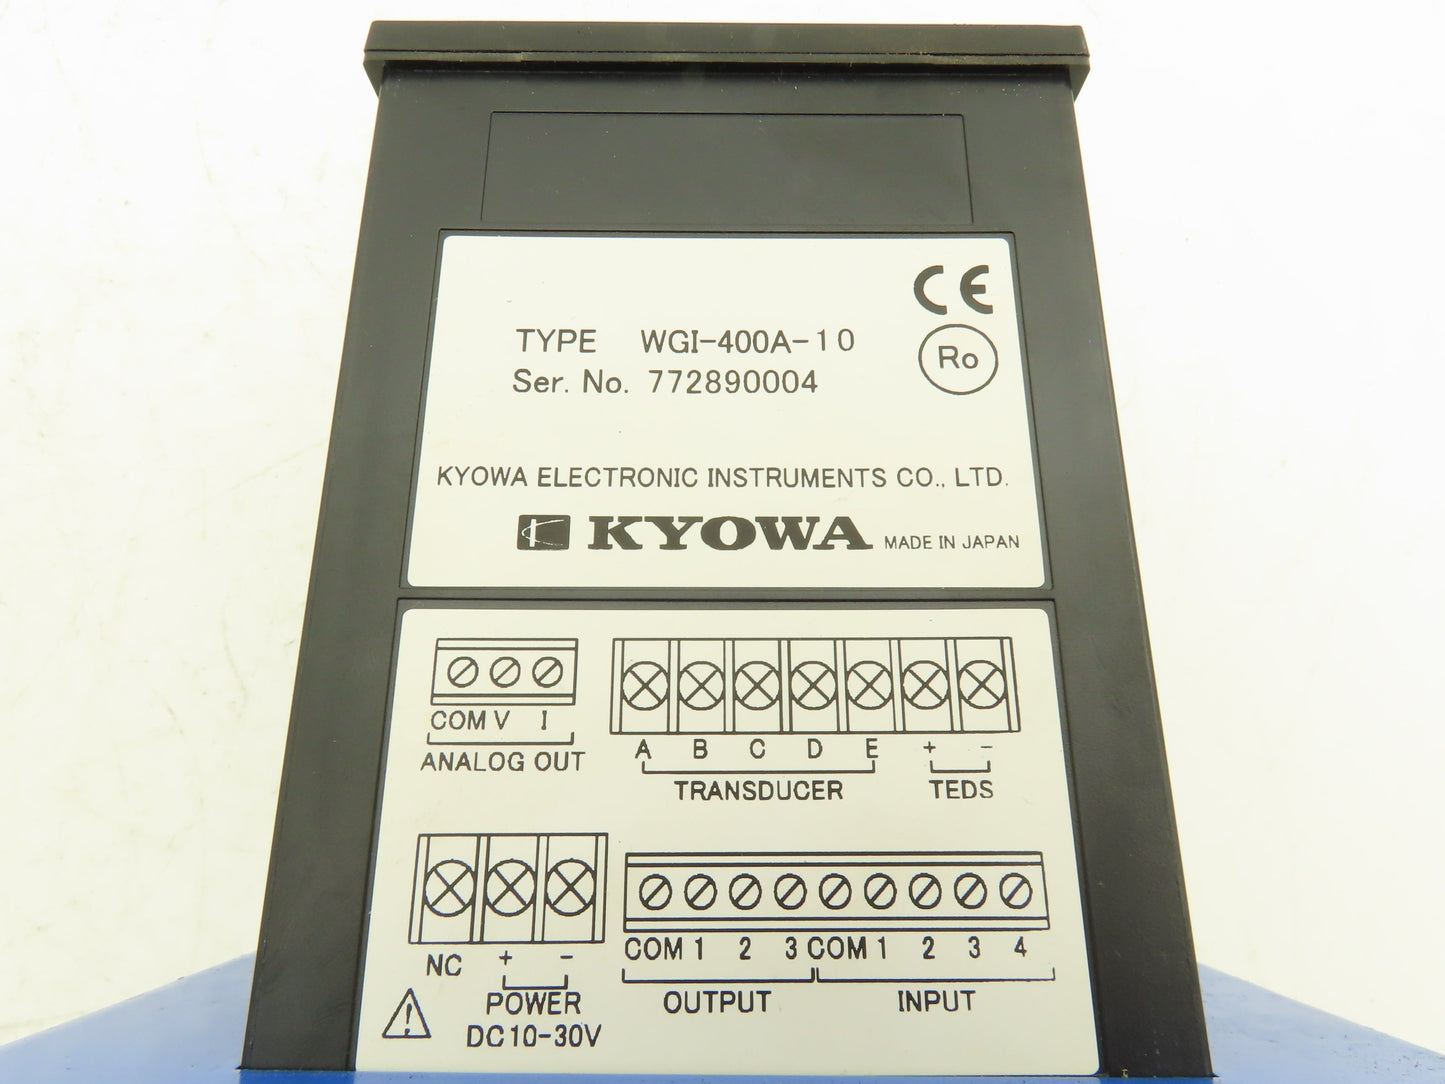 CE
TYPE WGI-400A-10
Ro
Ser. No. 772890004
KYOWA ELECTRONIC INSTRUMENTS CO., LTD.
K KYOWA MADE IN JAPAN
COM V I
ANALOG OUT
A B C D E + -
TRANSDUCER TEDS
NC + -
POWER
DC10-30V
COM 1 2 3 COM 1 2 3 4
OUTPUT INPUT